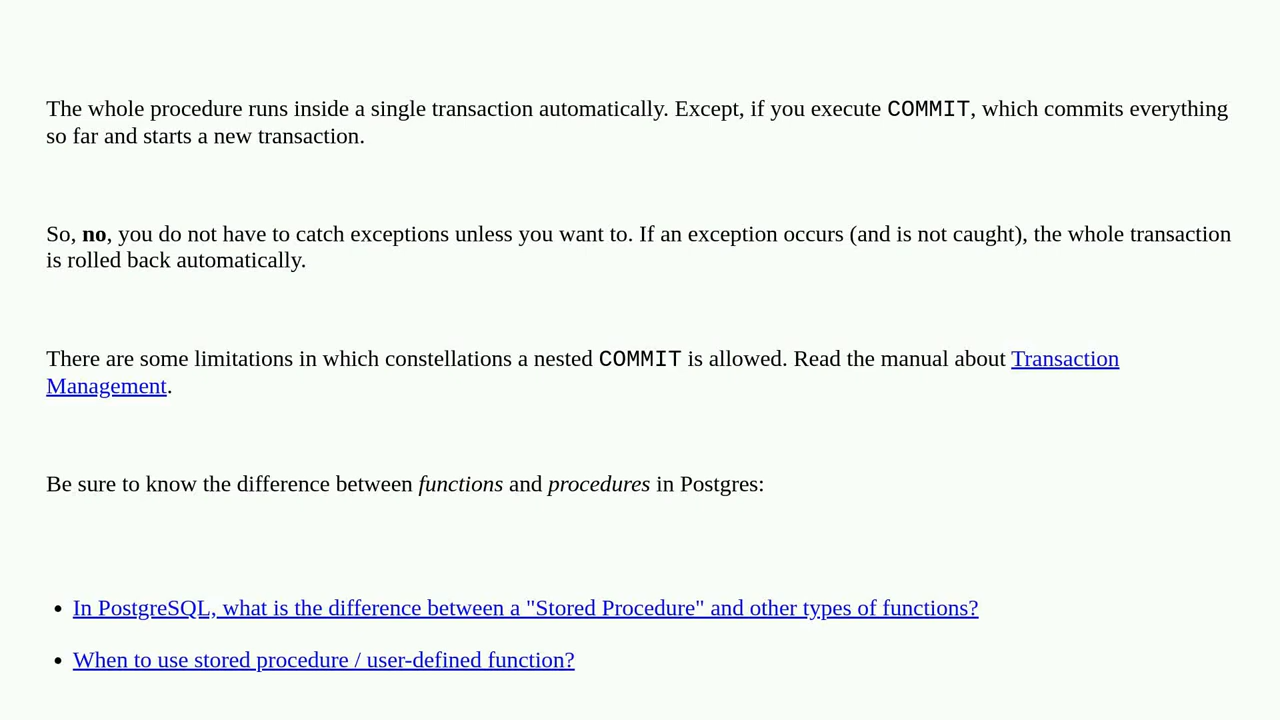 The whole procedure runs inside a single transaction automatically. Except, if you execute COMMIT, which commits everything
so far and starts a new transaction.
So, no, you do not have to catch exceptions unless you want to. If an exception occurs (and is not caught), the whole transaction
is rolled back automatically.
There are some limitations in which constellations a nested COMMIT is allowed. Read the manual about Transaction
Management.
Be sure to know the difference between functions and procedures in Postgres:
• In PostgreSQL, what is the difference between a "Stored Procedure" and other types of functions?
• When to use stored procedure / user-defined function?